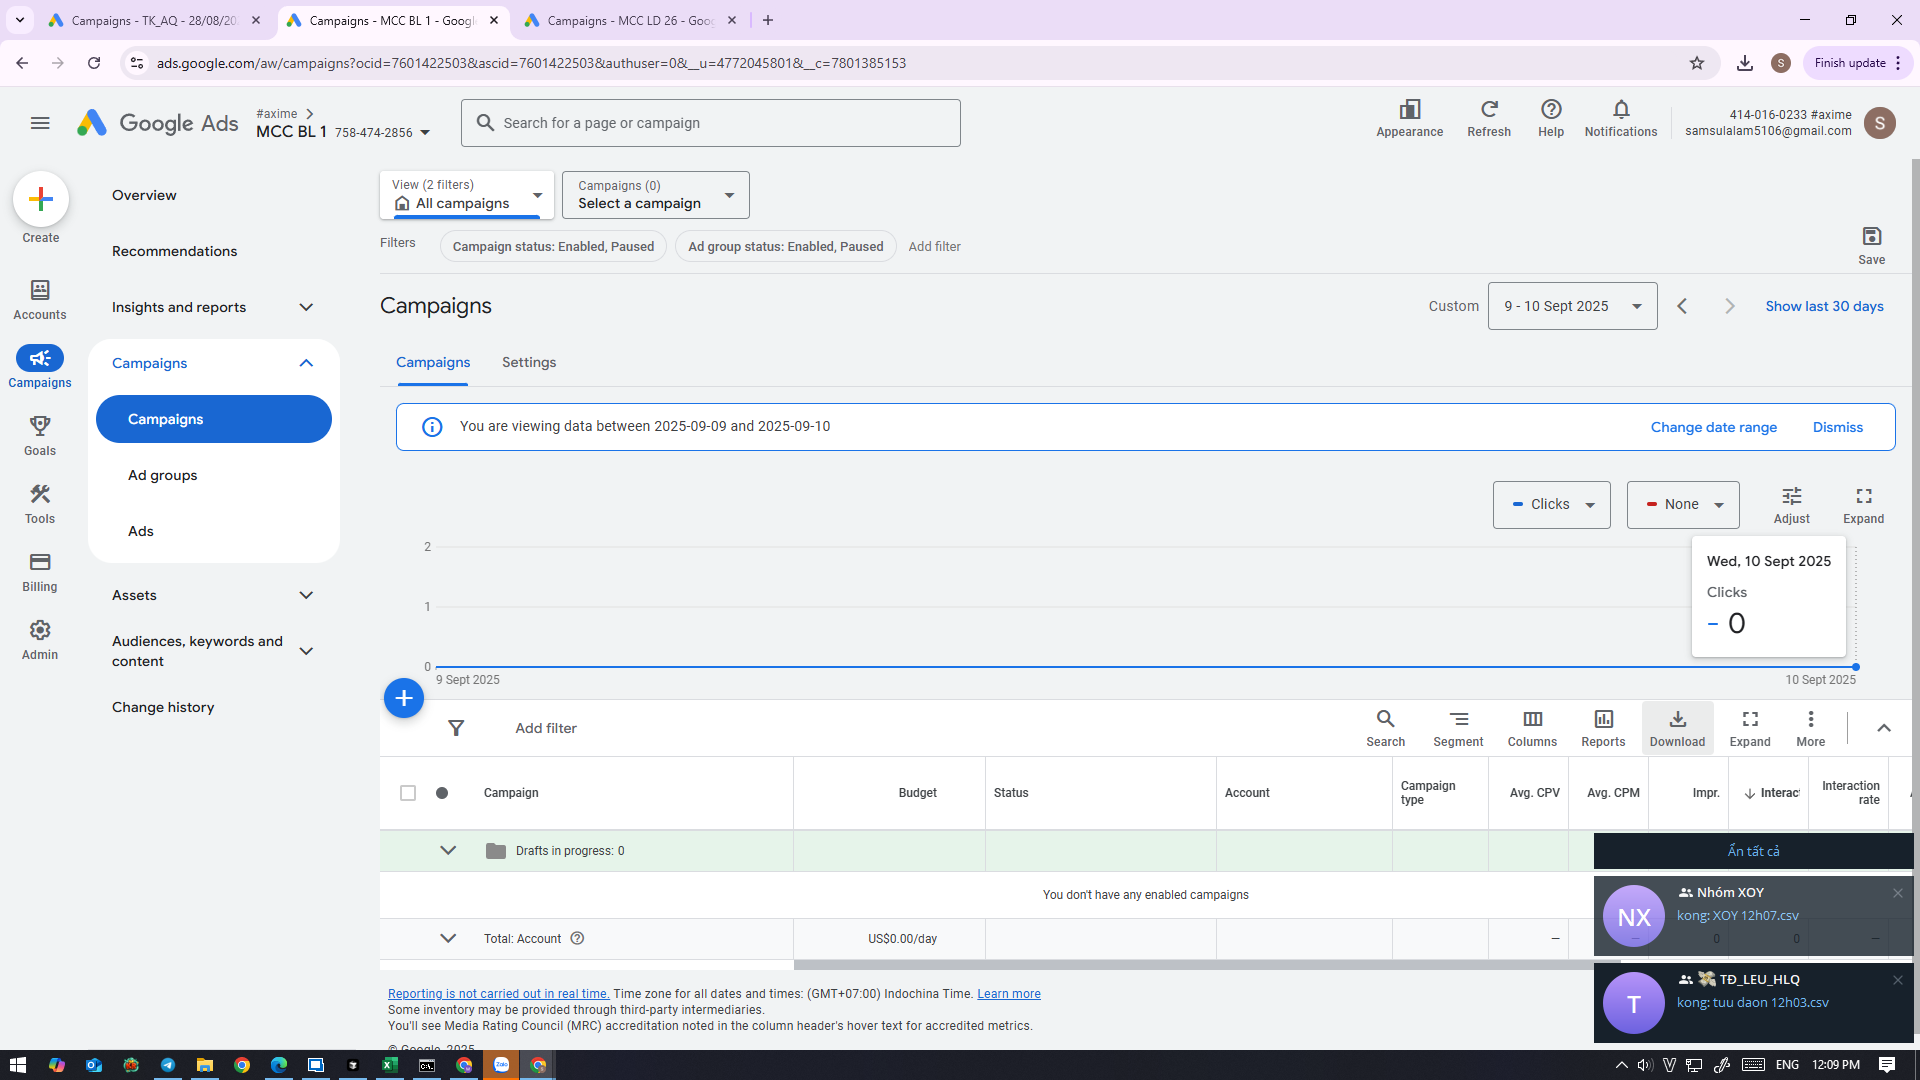 Campaigns - TK_AQ - 28/08/20
Campaigns - MCC BL 1 - Google
Campaigns - MCC LD 26 - Goo
ads.google.com/aw/campaigns?ocid=7601422503&ascid=7601422503&authuser=0&__u=4772045801&__c=7801385153
S
Finish update
Google Ads
#axime
MCC BL 1 758-474-2856
Search for a page or campaign
Appearance
Refresh
Help
Notifications
414-016-0233 #axime
samsulalam5106@gmail.com
S
Create
Accounts
Campaigns
Goals
Tools
Billing
Admin
Overview
Recommendations
Insights and reports
Campaigns
Campaigns
Ad groups
Ads
Assets
Audiences, keywords and
content
Change history
View (2 filters)
All campaigns
Campaigns (0)
Select a campaign
Filters
Campaign status: Enabled, Paused
Ad group status: Enabled, Paused
Add filter
Save
Campaigns
Custom
9 - 10 Sept 2025
Show last 30 days
Campaigns
Settings
You are viewing data between 2025-09-09 and 2025-09-10
Change date range
Dismiss
Clicks
None
Adjust
Expand
2
1
0
9 Sept 2025
10 Sept 2025
Wed, 10 Sept 2025
Clicks
0
Add filter
Search
Segment
Columns
Reports
Download
Expand
More
Campaign
Budget
Status
Account
Campaign
type
Avg. CPV
Avg. CPM
Impr.
Interac
Interaction
rate
Drafts in progress: 0
You don't have any enabled campaigns
Total: Account
US$0.00/day
—
0
0
—
Ẩn tất cả
NX
Nhóm XOY
kong: XOY 12h07.csv
T
TĐ_LEU_HLQ
kong: tuu daon 12h03.csv
Reporting is not carried out in real time. Time zone for all dates and times: (GMT+07:00) Indochina Time. Learn more
Some inventory may be provided through third-party intermediaries.
You'll see Media Rating Council (MRC) accreditation noted in the column header's hover text for accredited metrics.
© Google, 2025
Zalo
ENG
12:09 PM